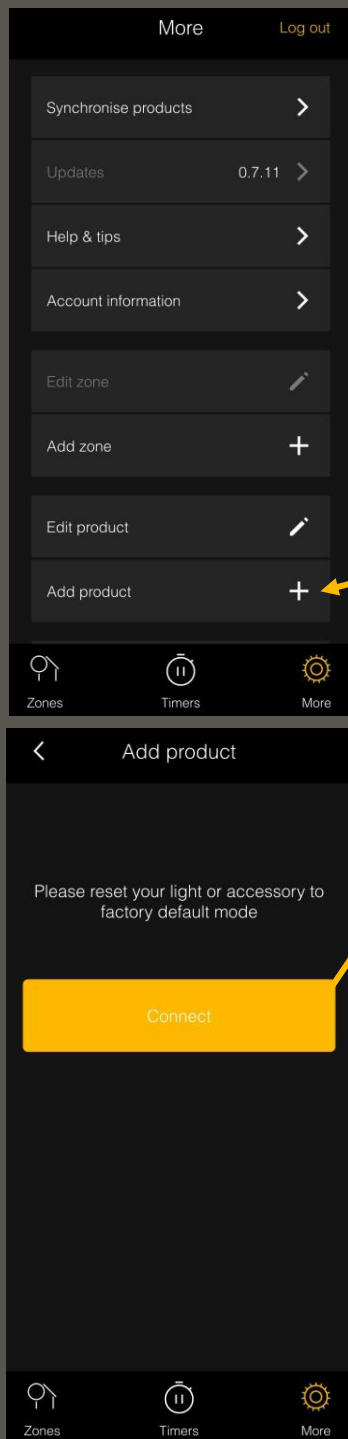 More
Log out
Synchronise products
Updates 0.7.11
Help & tips
Account information
Edit zone
Add zone
Edit product
Add product
Zones Timers More
Add product
Please reset your light or accessory to
factory default mode
Connect
Zones Timers More